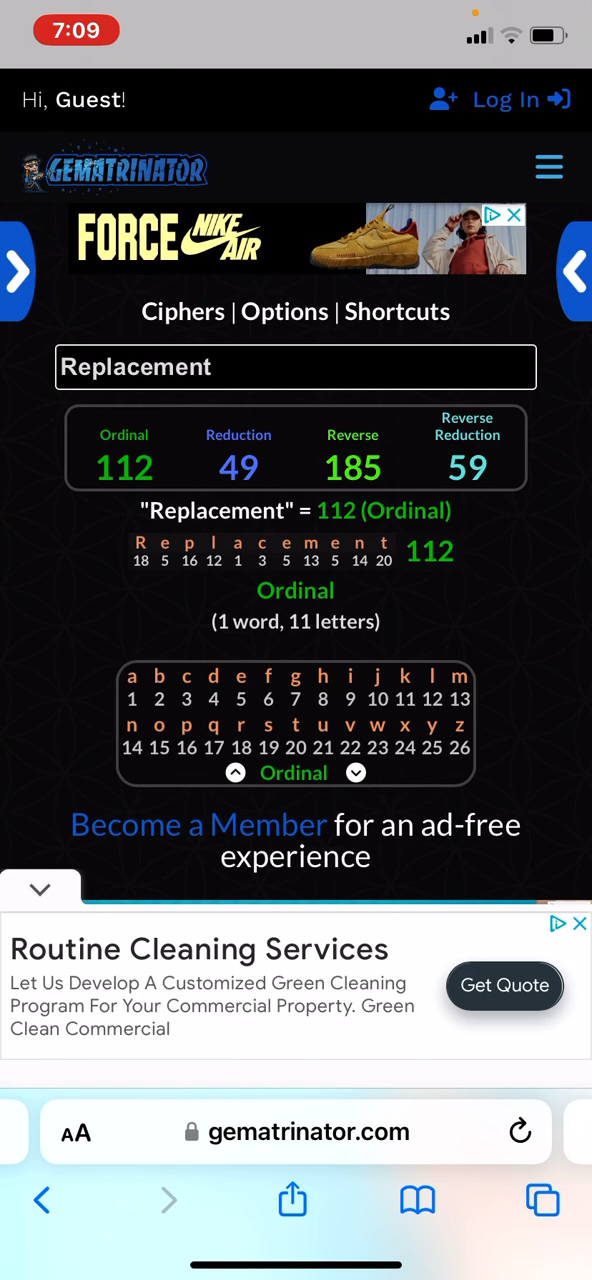 7:09
Hi, Guest!
Log In
GEMATRINATOR
FORCE NIKE AIR
Ciphers | Options | Shortcuts
Replacement
Ordinal Reduction Reverse Reverse Reduction
112 49 185 59
"Replacement" = 112 (Ordinal)
R e p l a c e m e n t 112
18 5 16 12 1 3 5 13 5 14 20
Ordinal
(1 word, 11 letters)
a b c d e f g h i j k l m
1 2 3 4 5 6 7 8 9 10 11 12 13
n o p q r s t u v w x y z
14 15 16 17 18 19 20 21 22 23 24 25 26
Ordinal
Become a Member for an ad-free
experience
Routine Cleaning Services
Let Us Develop A Customized Green Cleaning
Program For Your Commercial Property. Green
Clean Commercial
Get Quote
AA
gematrinator.com